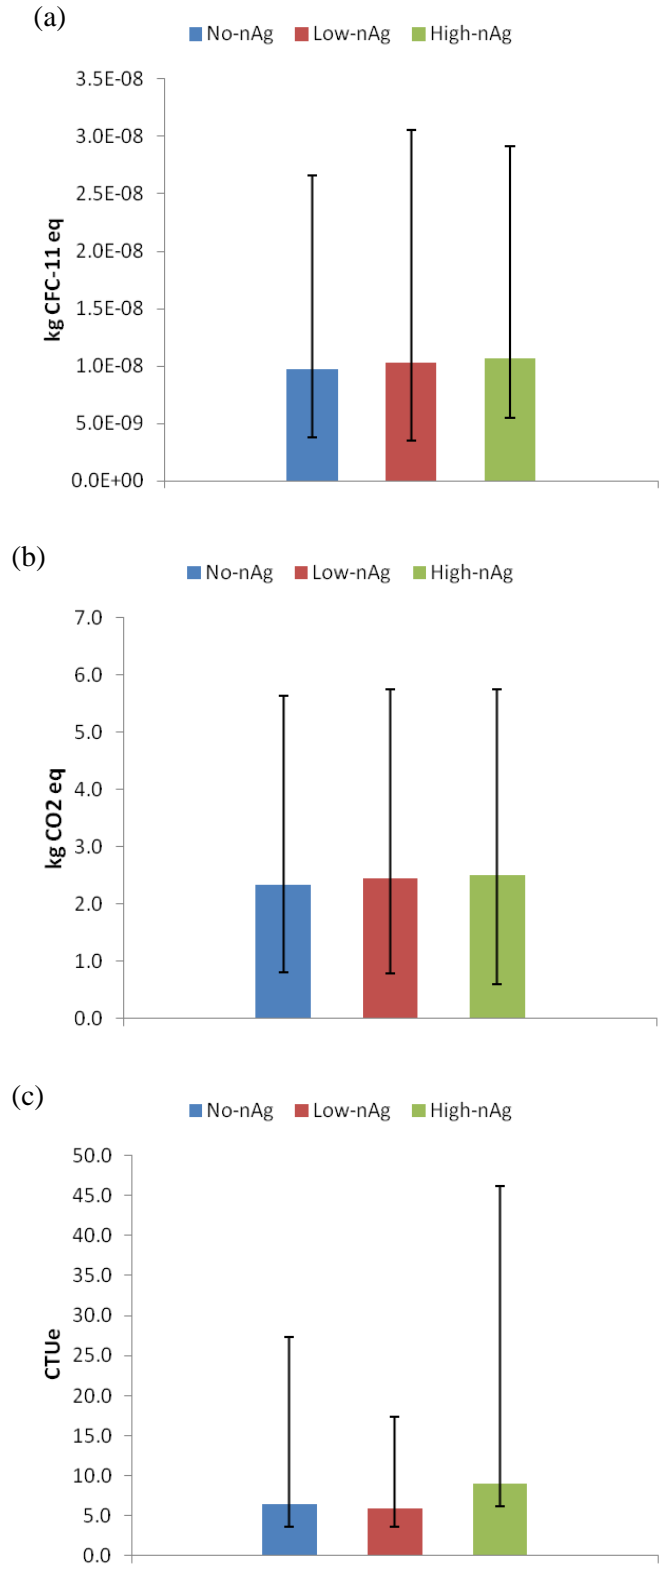 (a)
No-nAg Low-nAg High-nAg
3.5E-08
3.0E-08
2.5E-08
2.0E-08
1.5E-08
1.0E-08
5.0E-09
0.0E+00
kg CFC-11 eq
(b)
No-nAg Low-nAg High-nAg
7.0
6.0
5.0
4.0
3.0
2.0
1.0
0.0
kg CO2 eq
(c)
No-nAg Low-nAg High-nAg
50.0
45.0
40.0
35.0
30.0
25.0
20.0
15.0
10.0
5.0
0.0
CTUe